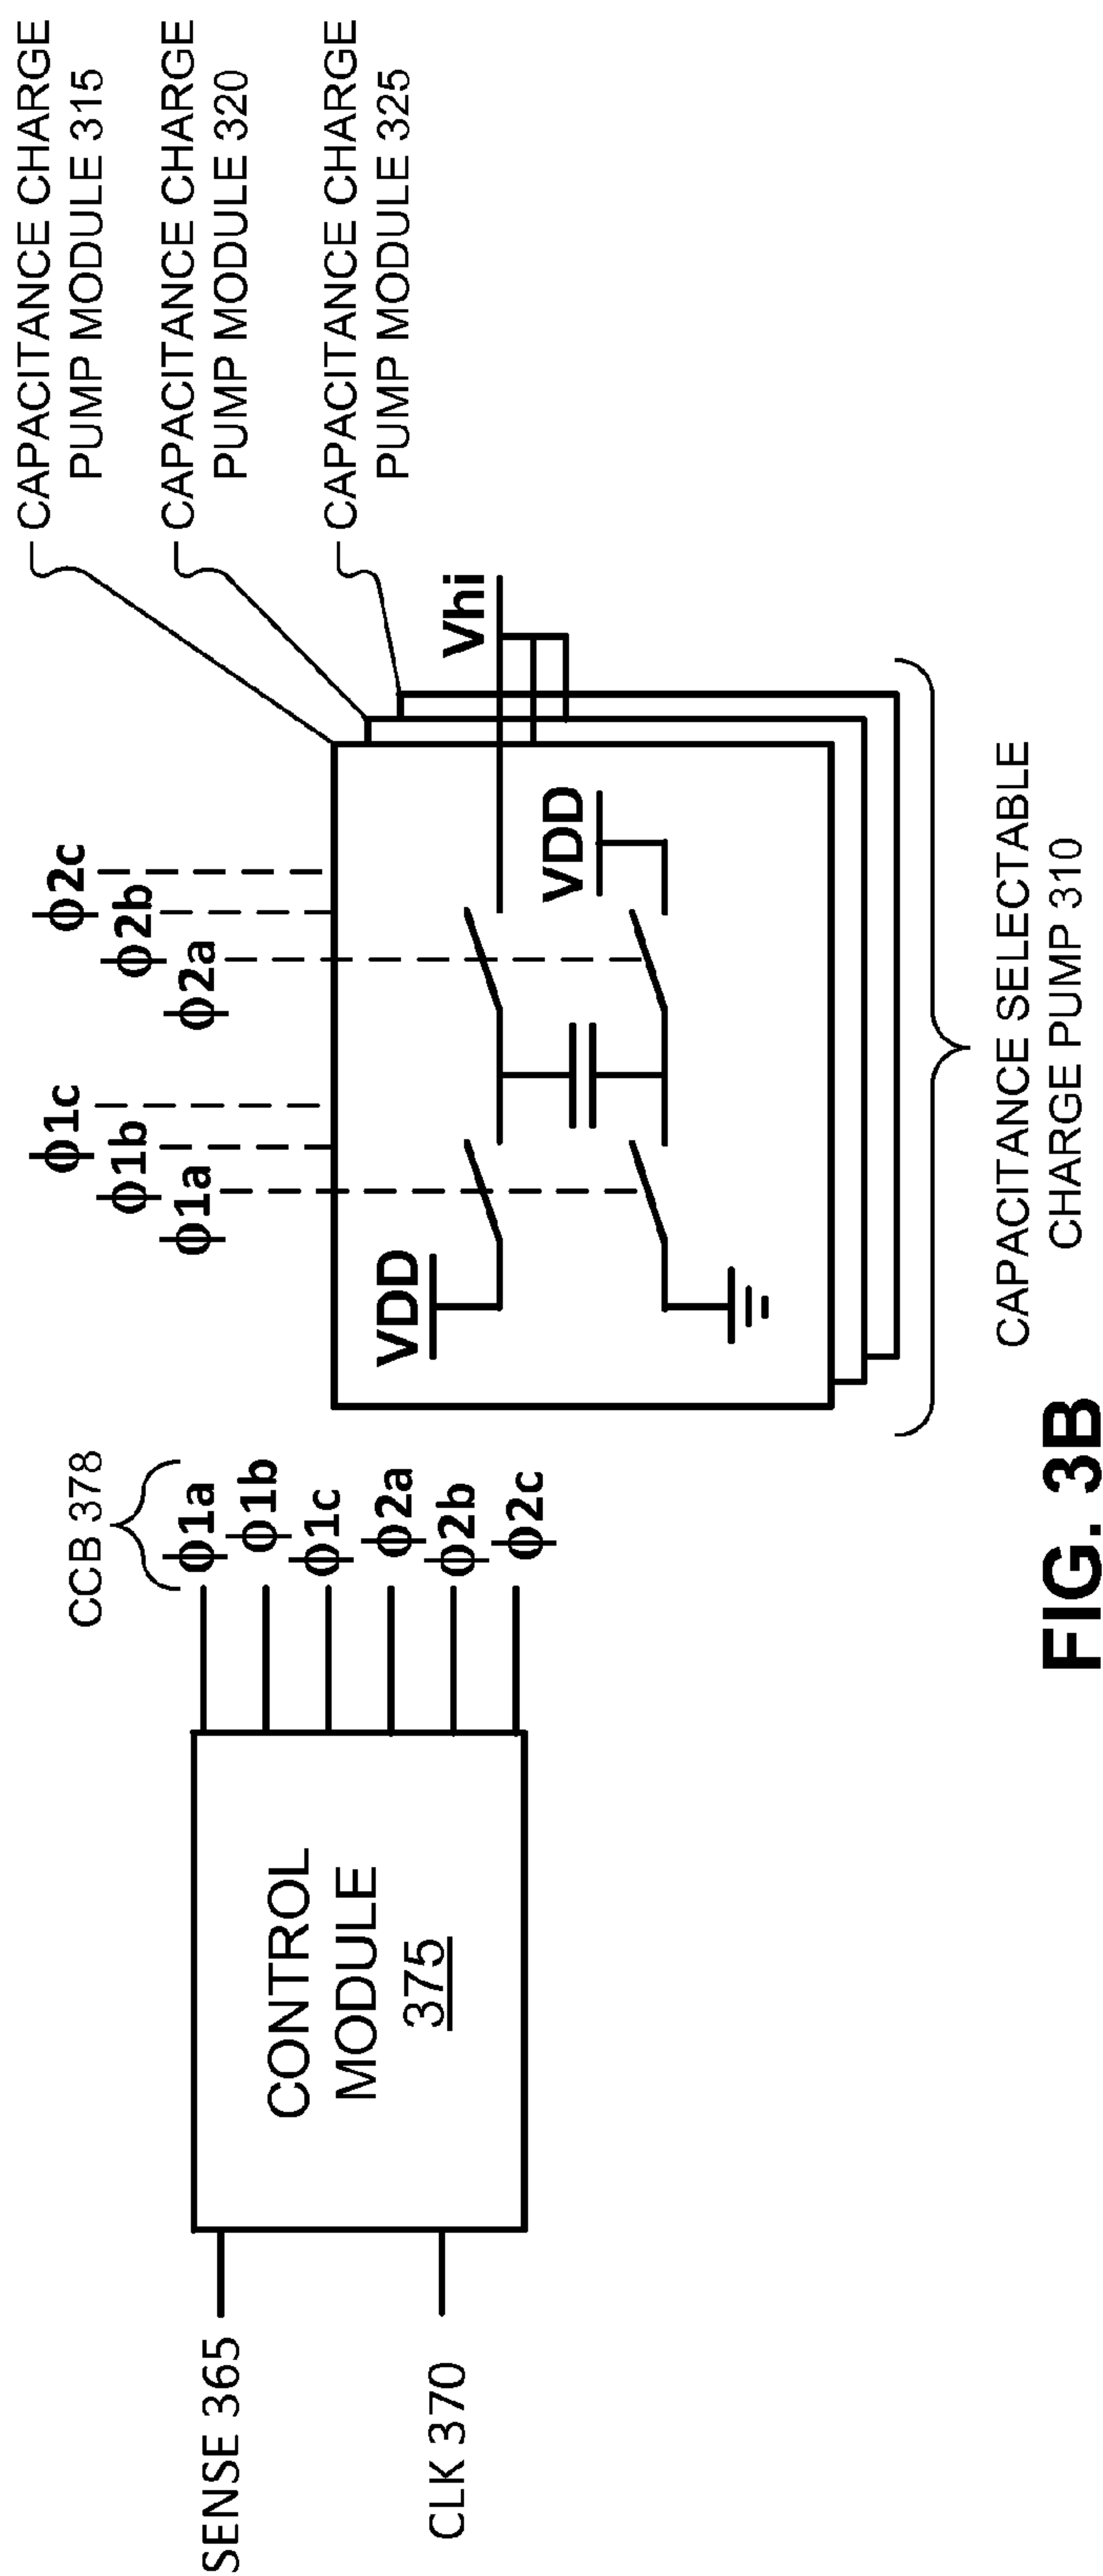 CAPACITANCE CHARGE
PUMP MODULE 315
CAPACITANCE CHARGE
PUMP MODULE 320
CAPACITANCE CHARGE
PUMP MODULE 325
ϕ1c
ϕ1b
ϕ1a
ϕ2c
ϕ2b
ϕ2a
Vhi
VDD
VDD
CAPACITANCE SELECTABLE
CHARGE PUMP 310
CCB 378
ϕ1a
ϕ1b
ϕ1c
ϕ2a
ϕ2b
ϕ2c
CONTROL
MODULE
375
SENSE 365
CLK 370
FIG. 3B